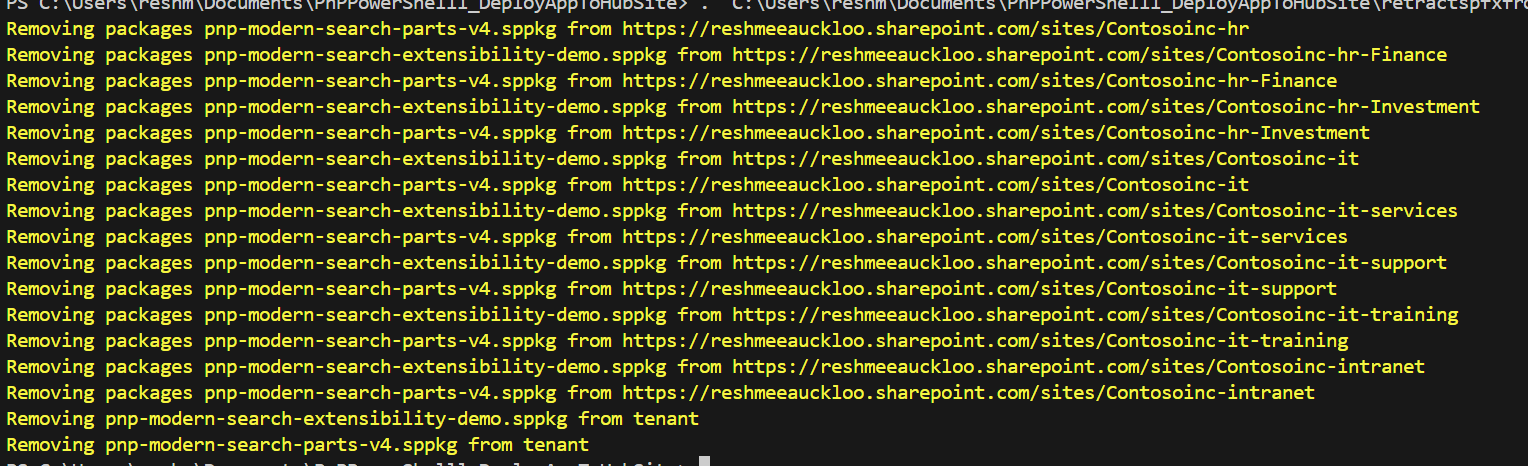 PS C:\Users\reshm\Documents\PnPPowerShelll_DeployAppToHubSite> . C:\Users\reshm\Documents\PnPPowerShelll_DeployAppToHubSite\retractspfxfro
Removing packages pnp-modern-search-parts-v4.sppkg from https://reshmeeauckloo.sharepoint.com/sites/Contosoinc-hr
Removing packages pnp-modern-search-extensibility-demo.sppkg from https://reshmeeauckloo.sharepoint.com/sites/Contosoinc-hr-Finance
Removing packages pnp-modern-search-parts-v4.sppkg from https://reshmeeauckloo.sharepoint.com/sites/Contosoinc-hr-Finance
Removing packages pnp-modern-search-extensibility-demo.sppkg from https://reshmeeauckloo.sharepoint.com/sites/Contosoinc-hr-Investment
Removing packages pnp-modern-search-parts-v4.sppkg from https://reshmeeauckloo.sharepoint.com/sites/Contosoinc-hr-Investment
Removing packages pnp-modern-search-extensibility-demo.sppkg from https://reshmeeauckloo.sharepoint.com/sites/Contosoinc-it
Removing packages pnp-modern-search-parts-v4.sppkg from https://reshmeeauckloo.sharepoint.com/sites/Contosoinc-it
Removing packages pnp-modern-search-extensibility-demo.sppkg from https://reshmeeauckloo.sharepoint.com/sites/Contosoinc-it-services
Removing packages pnp-modern-search-parts-v4.sppkg from https://reshmeeauckloo.sharepoint.com/sites/Contosoinc-it-services
Removing packages pnp-modern-search-extensibility-demo.sppkg from https://reshmeeauckloo.sharepoint.com/sites/Contosoinc-it-support
Removing packages pnp-modern-search-parts-v4.sppkg from https://reshmeeauckloo.sharepoint.com/sites/Contosoinc-it-support
Removing packages pnp-modern-search-extensibility-demo.sppkg from https://reshmeeauckloo.sharepoint.com/sites/Contosoinc-it-training
Removing packages pnp-modern-search-parts-v4.sppkg from https://reshmeeauckloo.sharepoint.com/sites/Contosoinc-it-training
Removing packages pnp-modern-search-extensibility-demo.sppkg from https://reshmeeauckloo.sharepoint.com/sites/Contosoinc-intranet
Removing packages pnp-modern-search-parts-v4.sppkg from https://reshmeeauckloo.sharepoint.com/sites/Contosoinc-intranet
Removing pnp-modern-search-extensibility-demo.sppkg from tenant
Removing pnp-modern-search-parts-v4.sppkg from tenant